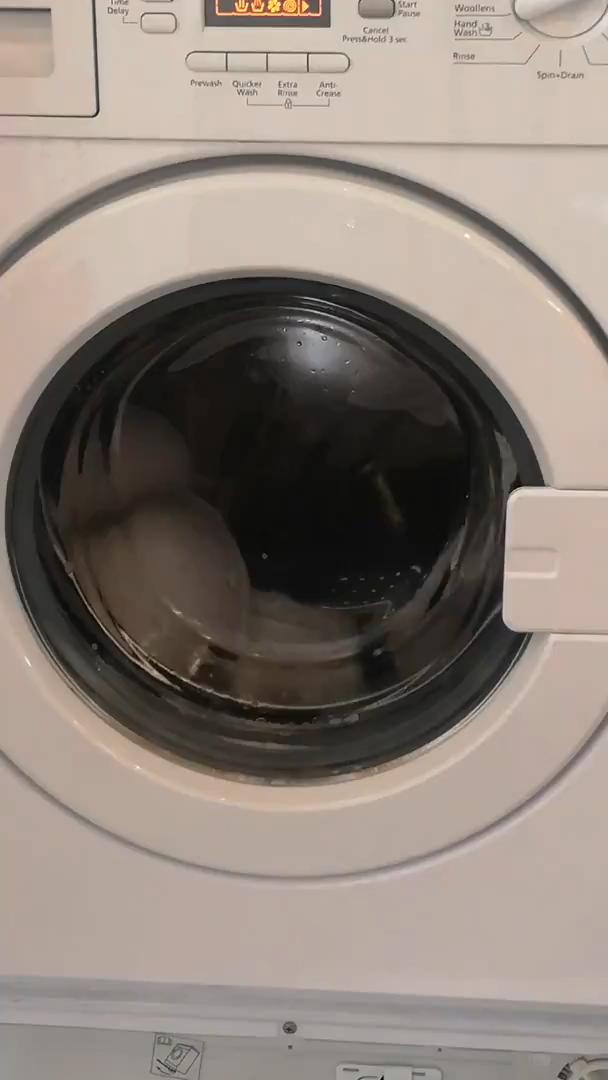 Time
Delay
Start
Pause
Cancel
Press&Hold 3 sec
Prewash
Quicker
Wash
Extra
Rinse
Anti-
Crease
Woollens
Hand
Wash
Rinse
Spin+Drain